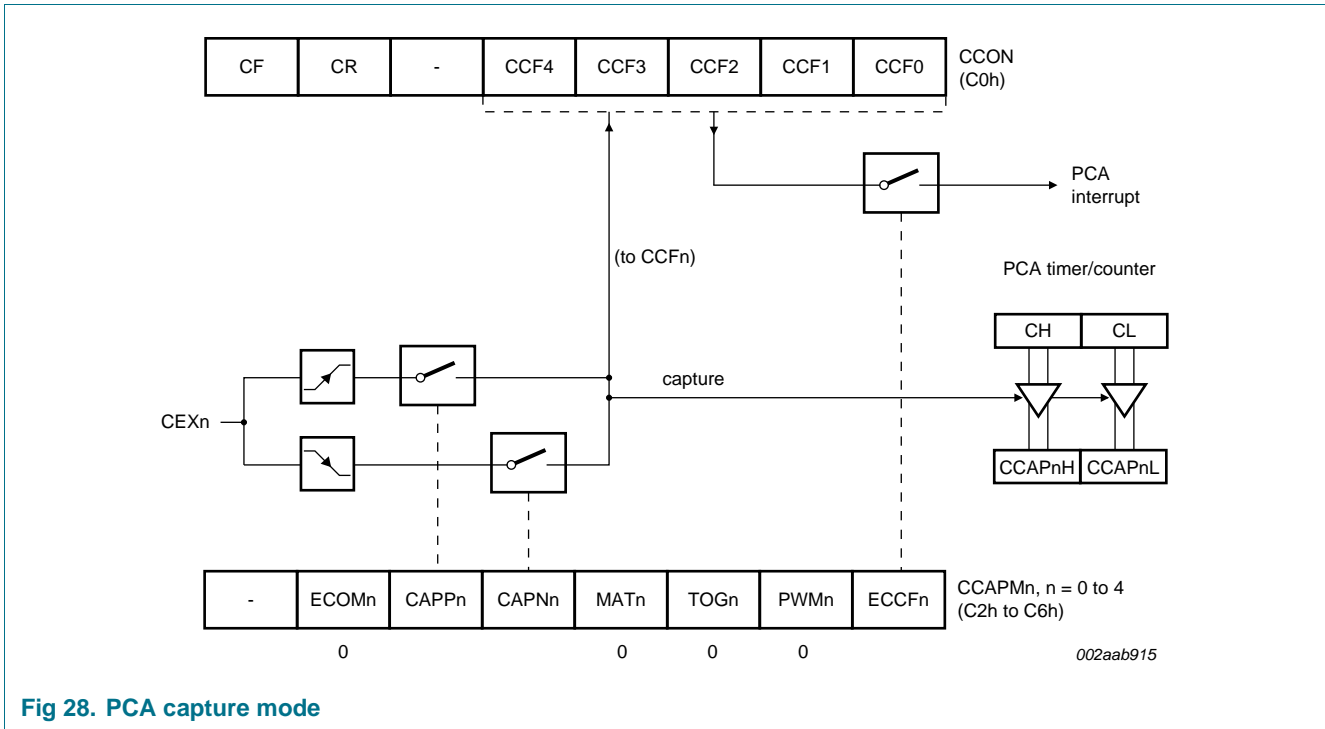 CF CR - CCF4 CCF3 CCF2 CCF1 CCF0 CCON
(C0h)
PCA
interrupt
(to CCFn)
PCA timer/counter
CH CL
capture
CEXn
CCAPnH CCAPnL
- ECOMn CAPPn CAPNn MATn TOGn PWMn ECCFn CCAPMn, n = 0 to 4
(C2h to C6h)
0 0 0 0
002aab915
Fig 28. PCA capture mode